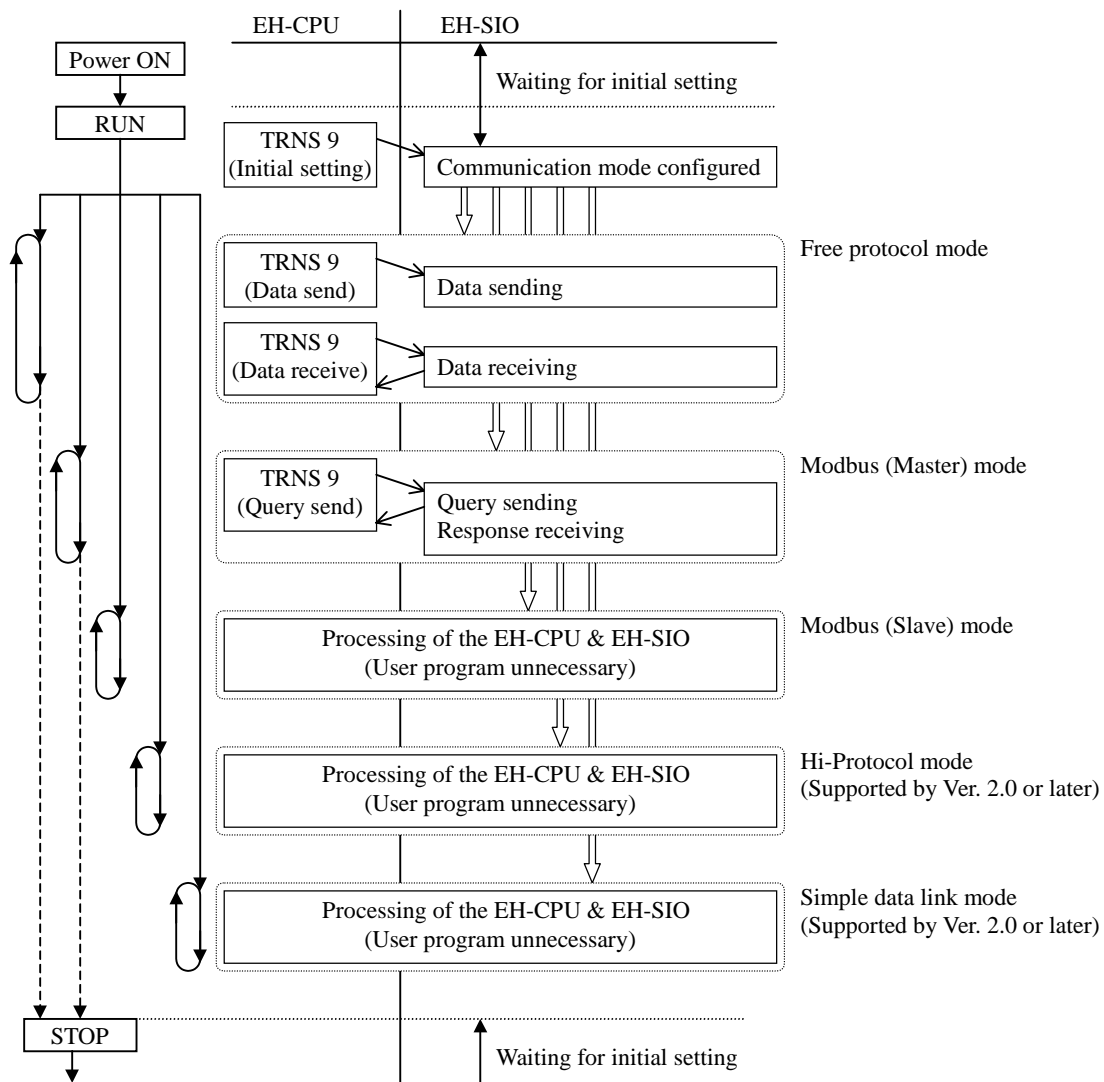 EH-CPU
EH-SIO
Power ON
Waiting for initial setting
RUN
TRNS 9
(Initial setting)
Communication mode configured
Free protocol mode
TRNS 9
(Data send)
Data sending
TRNS 9
(Data receive)
Data receiving
Modbus (Master) mode
TRNS 9
(Query send)
Query sending
Response receiving
Modbus (Slave) mode
Processing of the EH-CPU & EH-SIO
(User program unnecessary)
Hi-Protocol mode
(Supported by Ver. 2.0 or later)
Processing of the EH-CPU & EH-SIO
(User program unnecessary)
Simple data link mode
(Supported by Ver. 2.0 or later)
Processing of the EH-CPU & EH-SIO
(User program unnecessary)
STOP
Waiting for initial setting